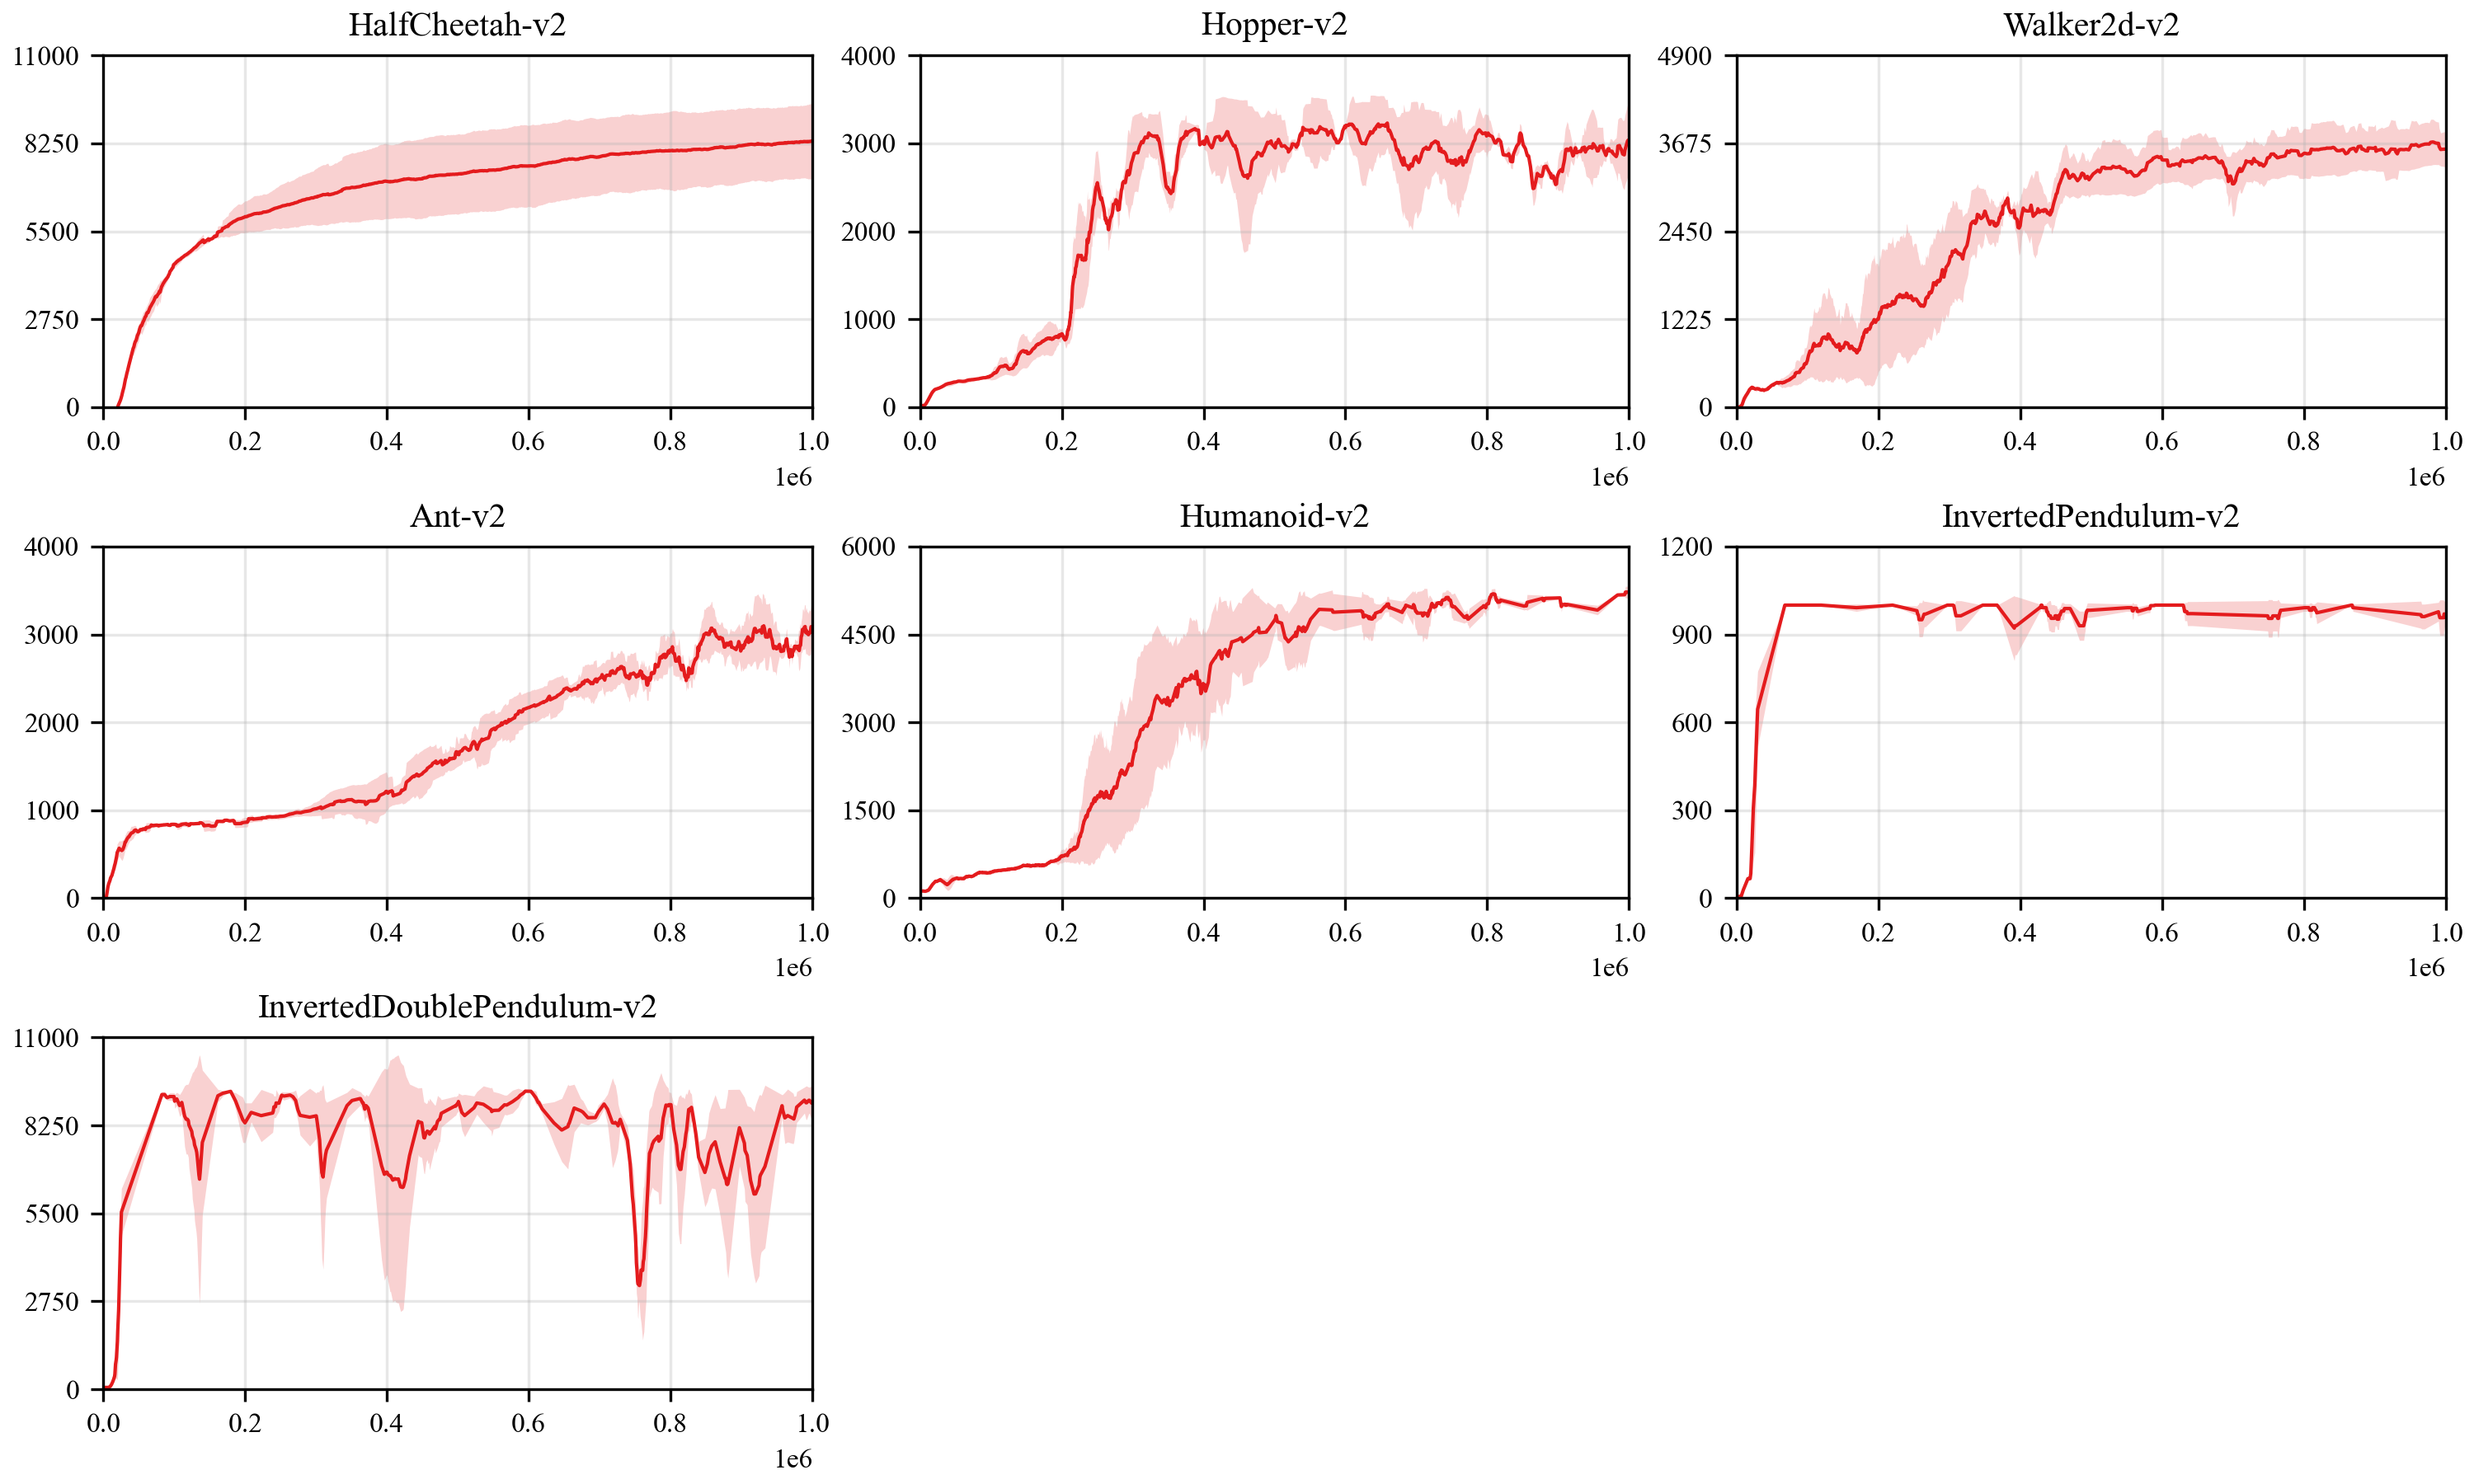 HalfCheetah-v2
11000
8250
5500
2750
0
0.0 0.2 0.4 0.6 0.8 1.0
1e6
Hopper-v2
4000
3000
2000
1000
0
0.0 0.2 0.4 0.6 0.8 1.0
1e6
Walker2d-v2
4900
3675
2450
1225
0
0.0 0.2 0.4 0.6 0.8 1.0
1e6
Ant-v2
4000
3000
2000
1000
0
0.0 0.2 0.4 0.6 0.8 1.0
1e6
Humanoid-v2
6000
4500
3000
1500
0
0.0 0.2 0.4 0.6 0.8 1.0
1e6
InvertedPendulum-v2
1200
900
600
300
0
0.0 0.2 0.4 0.6 0.8 1.0
1e6
InvertedDoublePendulum-v2
11000
8250
5500
2750
0
0.0 0.2 0.4 0.6 0.8 1.0
1e6